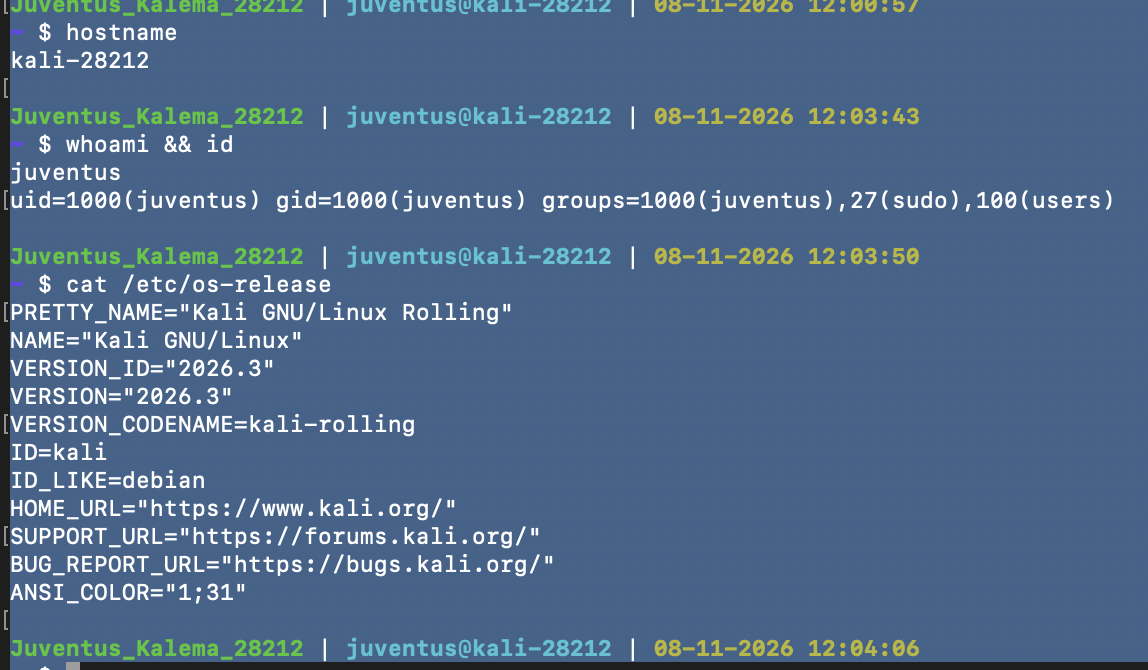 Juventus_Kalema_28212 | juventus@kali-28212 | 08-11-2026 12:00:57
~ $ hostname
kali-28212
Juventus_Kalema_28212 | juventus@kali-28212 | 08-11-2026 12:03:43
~ $ whoami && id
juventus
uid=1000(juventus) gid=1000(juventus) groups=1000(juventus),27(sudo),100(users)
Juventus_Kalema_28212 | juventus@kali-28212 | 08-11-2026 12:03:50
~ $ cat /etc/os-release
PRETTY_NAME="Kali GNU/Linux Rolling"
NAME="Kali GNU/Linux"
VERSION_ID="2026.3"
VERSION="2026.3"
VERSION_CODENAME=kali-rolling
ID=kali
ID_LIKE=debian
HOME_URL="https://www.kali.org/"
SUPPORT_URL="https://forums.kali.org/"
BUG_REPORT_URL="https://bugs.kali.org/"
ANSI_COLOR="1;31"
Juventus_Kalema_28212 | juventus@kali-28212 | 08-11-2026 12:04:06
~ $